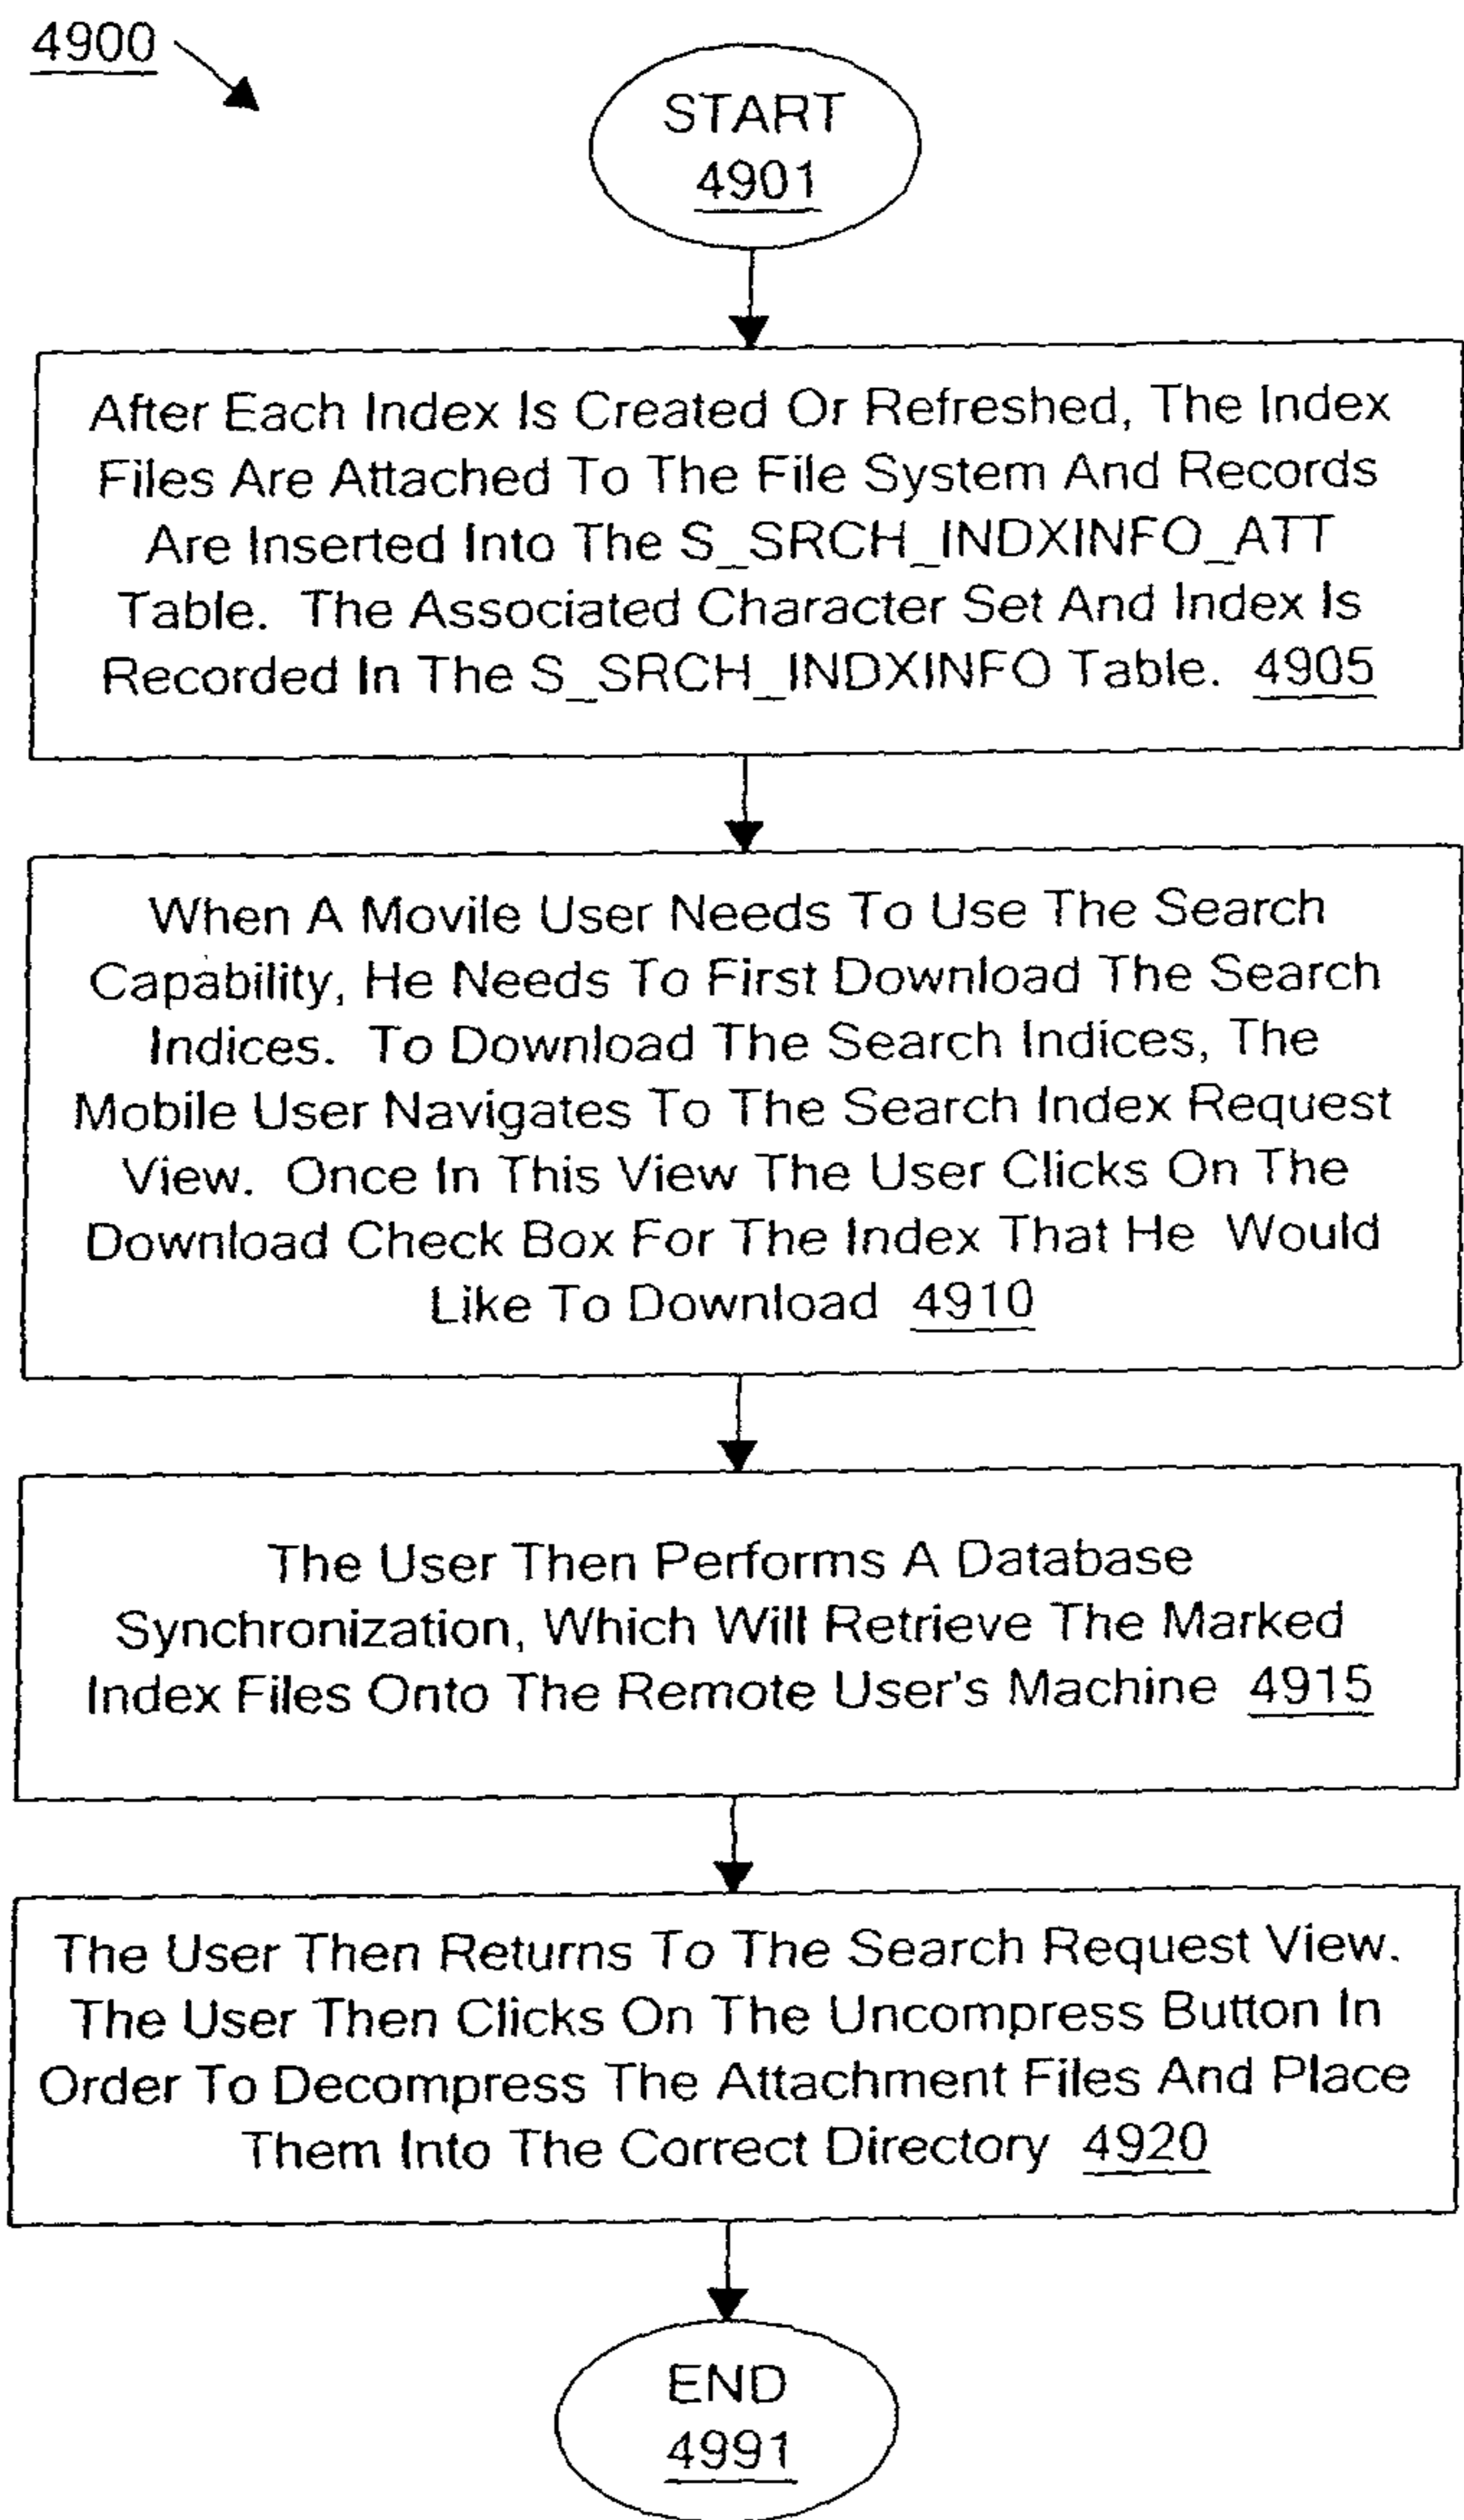 4900
START
4901
After Each Index Is Created Or Refreshed, The Index
Files Are Attached To The File System And Records
Are Inserted Into The S_SRCH_INDXINFO_ATT
Table. The Associated Character Set And Index Is
Recorded In The S_SRCH_INDXINFO Table. 4905
When A Movile User Needs To Use The Search
Capability, He Needs To First Download The Search
Indices. To Download The Search Indices, The
Mobile User Navigates To The Search Index Request
View. Once In This View The User Clicks On The
Download Check Box For The Index That He Would
Like To Download 4910
The User Then Performs A Database
Synchronization, Which Will Retrieve The Marked
Index Files Onto The Remote User's Machine 4915
The User Then Returns To The Search Request View.
The User Then Clicks On The Uncompress Button In
Order To Decompress The Attachment Files And Place
Them Into The Correct Directory 4920
END
4991